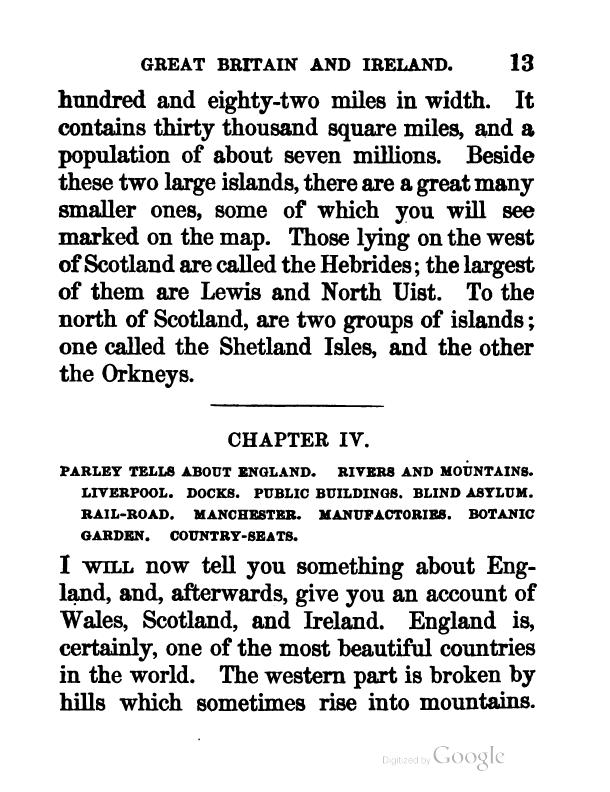 GREAT BRITAIN AND IRELAND. 13
hundred and eighty-two miles in width. It
contains thirty thousand square miles, and a
population of about seven millions. Beside
these two large islands, there are a great many
smaller ones, some of which you will see
marked on the map. Those lying on the west
of Scotland are called the Hebrides; the largest
of them are Lewis and North Uist. To the
north of Scotland, are two groups of islands;
one called the Shetland Isles, and the other
the Orkneys.
CHAPTER IV.
PARLEY TELLS ABOUT ENGLAND. RIVERS AND MOUNTAINS.
LIVERPOOL. DOCKS. PUBLIC BUILDINGS. BLIND ASYLUM.
RAIL-ROAD. MANCHESTER. MANUFACTORIES. BOTANIC
GARDEN. COUNTRY-SEATS.
I WILL now tell you something about Eng-
land, and, afterwards, give you an account of
Wales, Scotland, and Ireland. England is,
certainly, one of the most beautiful countries
in the world. The western part is broken by
hills which sometimes rise into mountains.
Digitized by Google